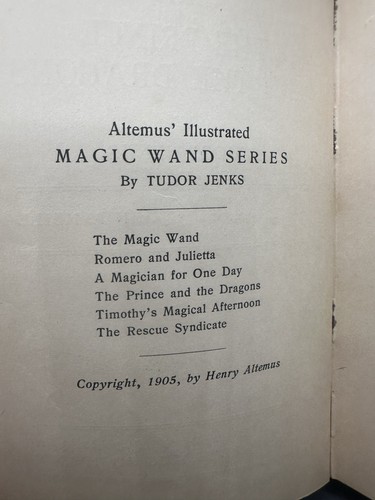 Altemus' Illustrated
MAGIC WAND SERIES
By TUDOR JENKS
The Magic Wand
Romero and Julietta
A Magician for One Day
The Prince and the Dragons
Timothy's Magical Afternoon
The Rescue Syndicate
Copyright, 1905, by Henry Altemus